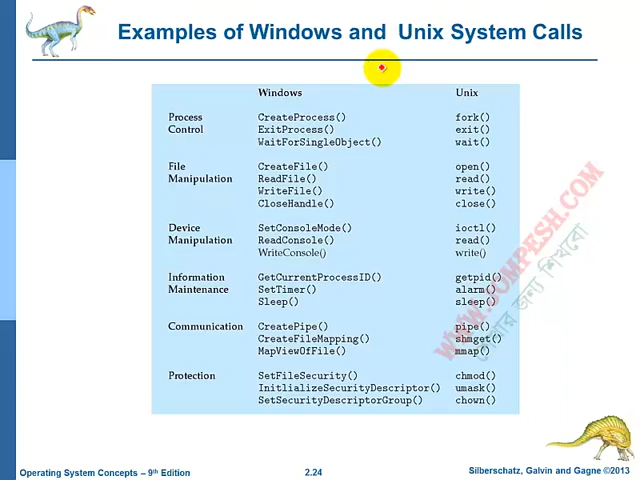 Examples of Windows and Unix System Calls
Windows Unix
Process Control CreateProcess() fork()
ExitProcess() exit()
WaitForSingleObject() wait()
File Manipulation CreateFile() open()
ReadFile() read()
WriteFile() write()
CloseHandle() close()
Device Manipulation SetConsoleMode() ioctl()
ReadConsole() read()
WriteConsole() write()
Information Maintenance GetCurrentProcessID() getpid()
SetTimer() alarm()
Sleep() sleep()
Communication CreatePipe() pipe()
CreateFileMapping() shmget()
MapViewOfFile() mmap()
Protection SetFileSecurity() chmod()
InitlializeSecurityDescriptor() umask()
SetSecurityDescriptorGroup() chown()
WWW.COMPESH.COM
শেখার জন্য শিখবো
Operating System Concepts – 9th Edition
2.24
Silberschatz, Galvin and Gagne ©2013